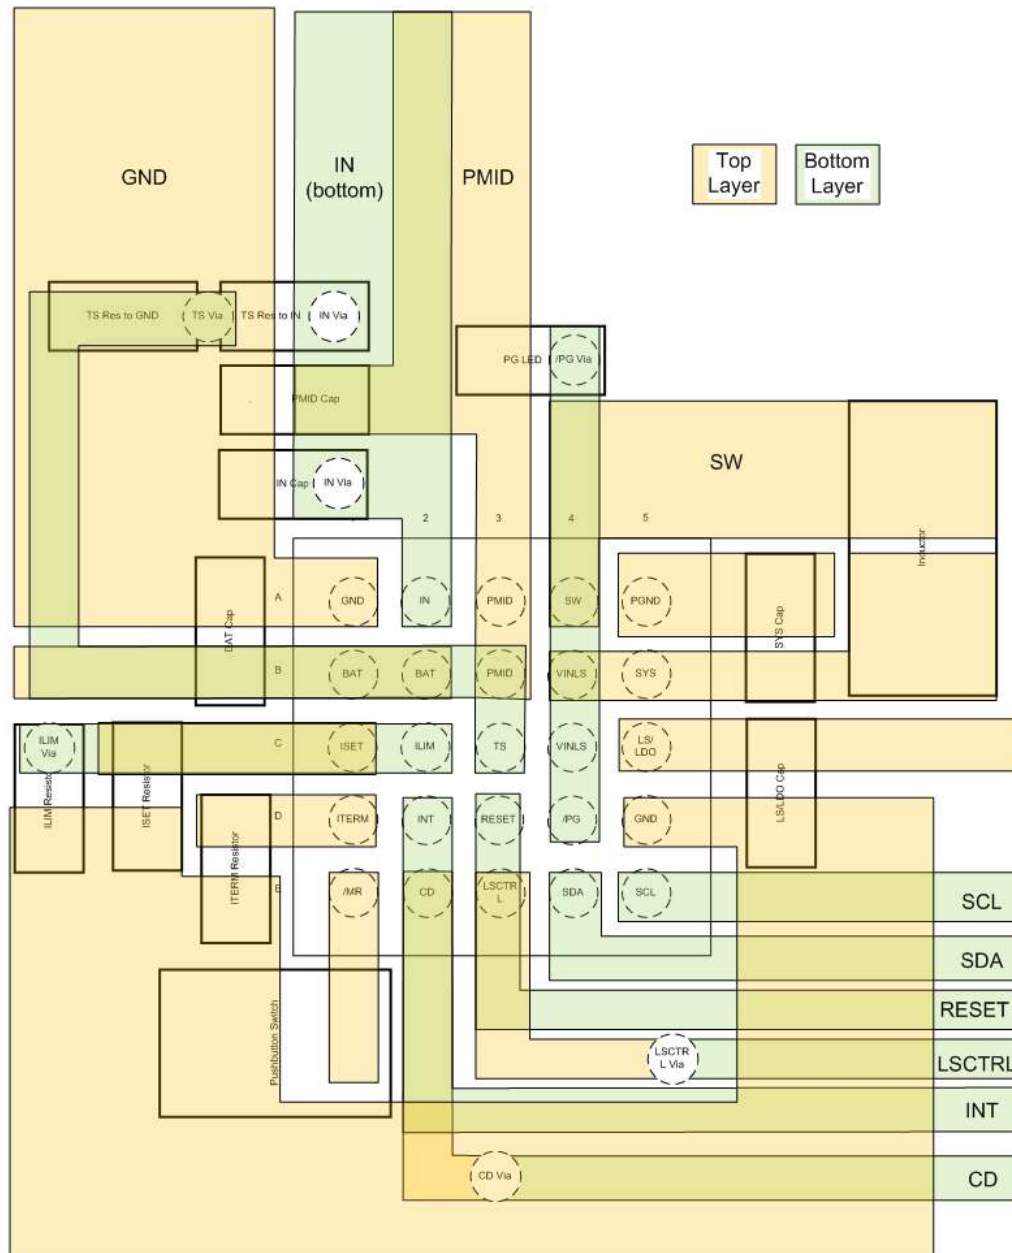 GND
IN
(bottom)
PMID
Top
Layer
Bottom
Layer
TS Res to GND
TS Via
TS Res to IN
IN Via
PG LED
/PG Via
PMID Cap
SW
IN Cap
IN Via
2
3
4
5
Inductor
A
GND
IN
PMID
SW
PGND
BAT Cap
SYS Cap
B
BAT
BAT
PMID
VINLS
SYS
ILIM
Via
C
ISET
ILIM
TS
VINLS
LS/
LDO
ILIM Resistor
ISET Resistor
LS/LDO Cap
D
ITERM
INT
RESET
/PG
GND
ITERM Resistor
E
/MR
CD
LSCTR
L
SDA
SCL
SCL
SDA
RESET
Pushbutton Switch
LSCTR
L Via
LSCTRL
INT
CD Via
CD